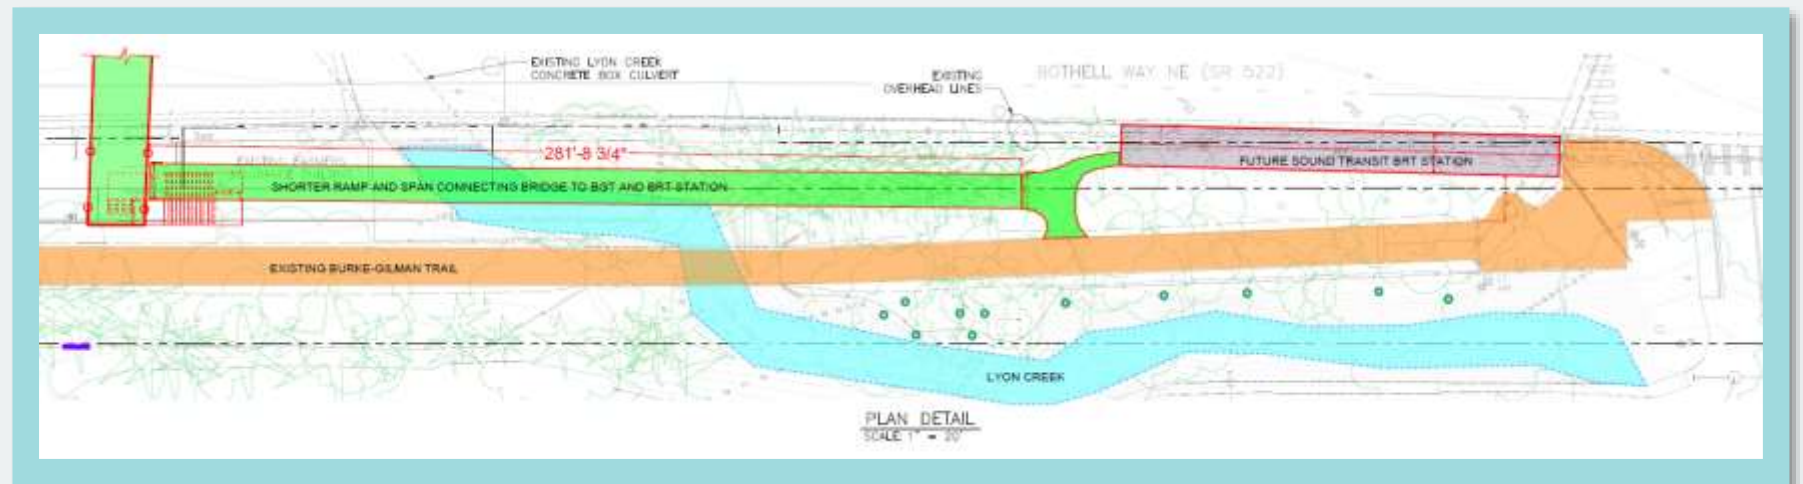 EXISTING LYON CREEK
CONCRETE BOX CULVERT
EXISTING
OVERHEAD LINES
BOTHELL WAY NE (SR 522)
281'-8 3/4"
FUTURE SOUND TRANSIT BRT STATION
SHORTER RAMP AND SPAN CONNECTING BRIDGE TO BGT AND BRT STATION
EXISTING BURKE-GILMAN TRAIL
LYON CREEK
PLAN DETAIL
SCALE: 1" = 20'